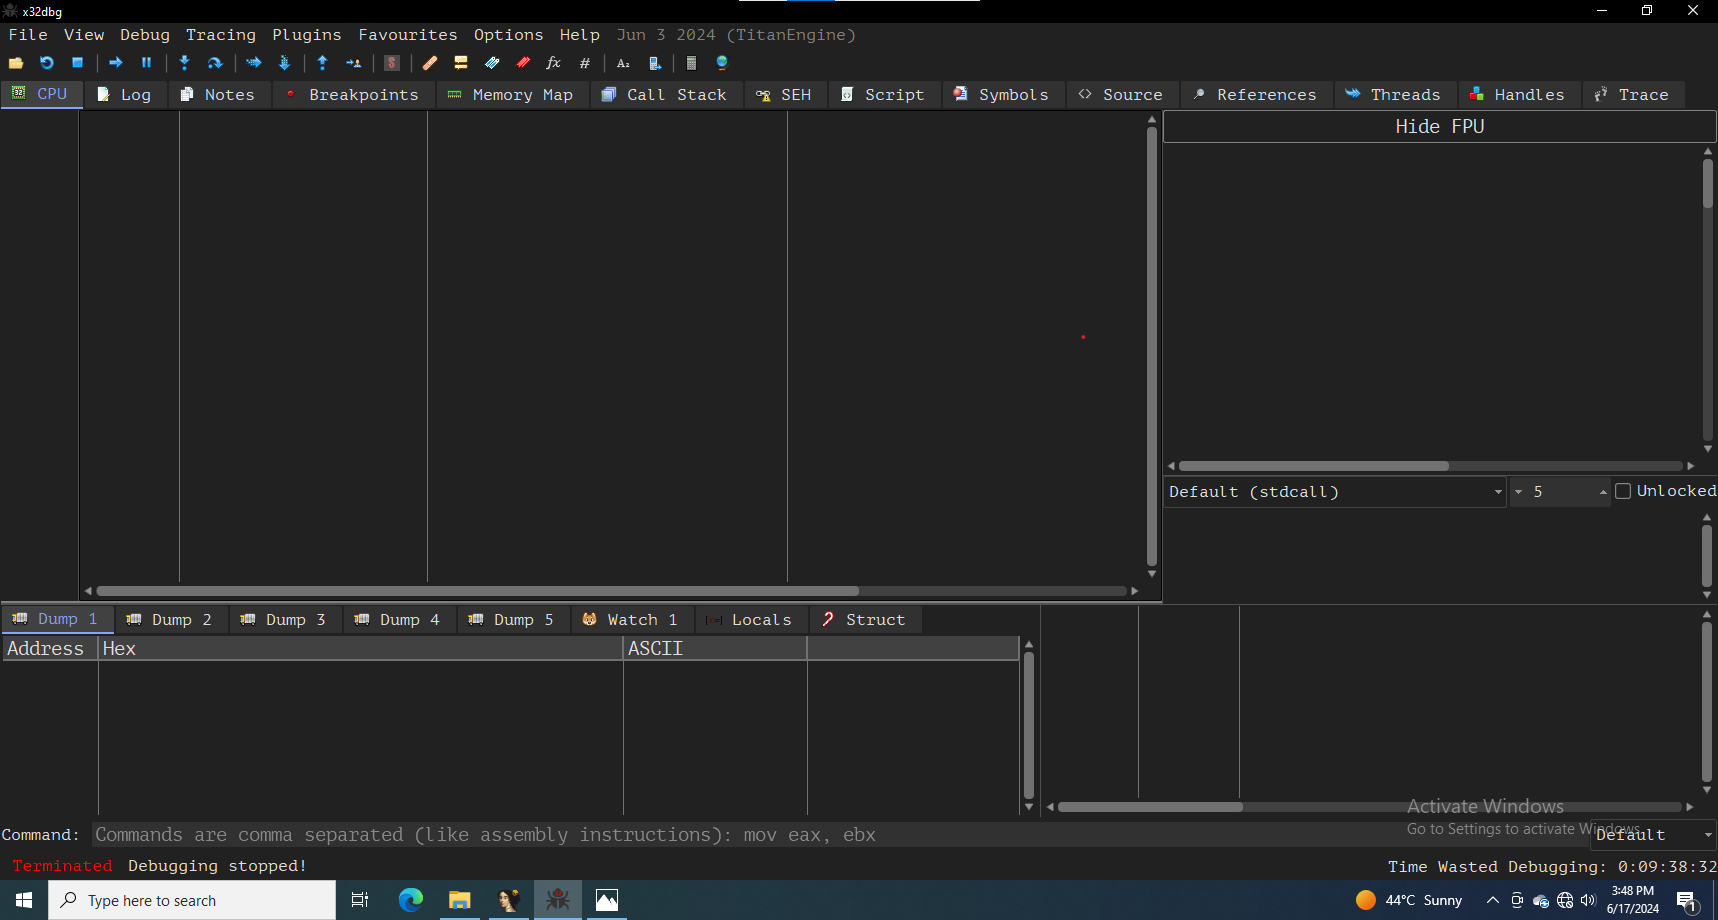 x32dbg
File View Debug Tracing Plugins Favourites Options Help Jun 3 2024 (TitanEngine)
CPU Log Notes Breakpoints Memory Map Call Stack SEH Script Symbols Source References Threads Handles Trace
Hide FPU
Default (stdcall) 5 Unlocked
Dump 1 Dump 2 Dump 3 Dump 4 Dump 5 Watch 1 Locals Struct
Address Hex ASCII
Activate Windows
Go to Settings to activate Windows.
Command: Commands are comma separated (like assembly instructions): mov eax, ebx Default
Terminated Debugging stopped! Time Wasted Debugging: 0:09:38:32
Type here to search 44°C Sunny 3:48 PM
6/17/2024 1